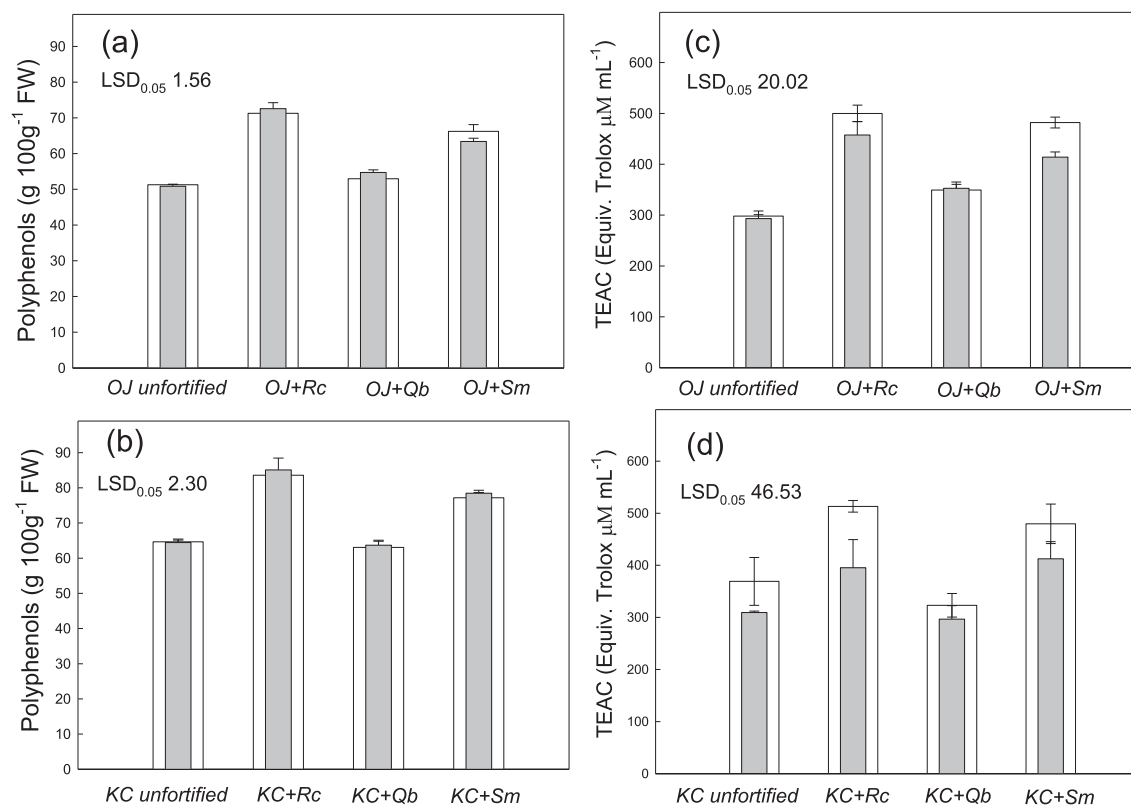 (a)
LSD0.05 1.56
Polyphenols (g 100g-1 FW)
90
80
70
60
50
40
30
20
10
0
OJ unfortified OJ+Rc OJ+Qb OJ+Sm
(c)
LSD0.05 20.02
TEAC (Equiv. Trolox μM mL-1)
600
500
400
300
200
100
0
OJ unfortified OJ+Rc OJ+Qb OJ+Sm
(b)
LSD0.05 2.30
Polyphenols (g 100g-1 FW)
90
80
70
60
50
40
30
20
10
0
KC unfortified KC+Rc KC+Qb KC+Sm
(d)
LSD0.05 46.53
TEAC (Equiv. Trolox μM mL-1)
600
500
400
300
200
100
0
KC unfortified KC+Rc KC+Qb KC+Sm